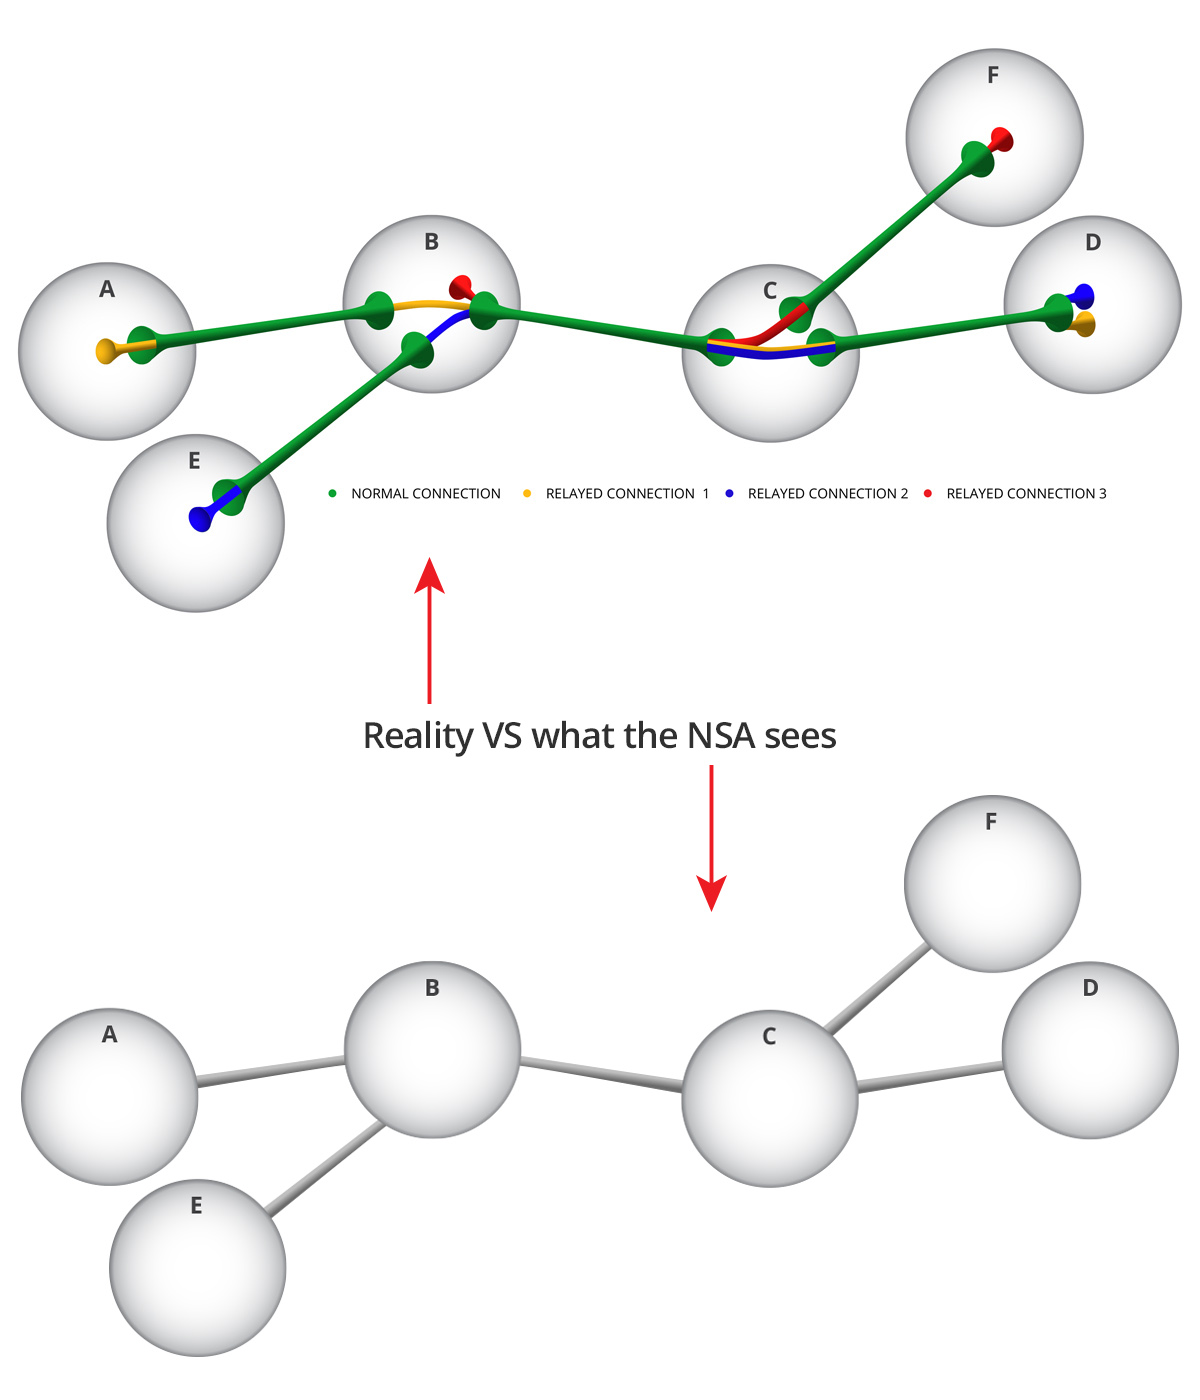 F
B
D
A
C
E
NORMAL CONNECTION
RELAYED CONNECTION 1
RELAYED CONNECTION 2
RELAYED CONNECTION 3
Reality VS what the NSA sees
F
B
D
A
C
E